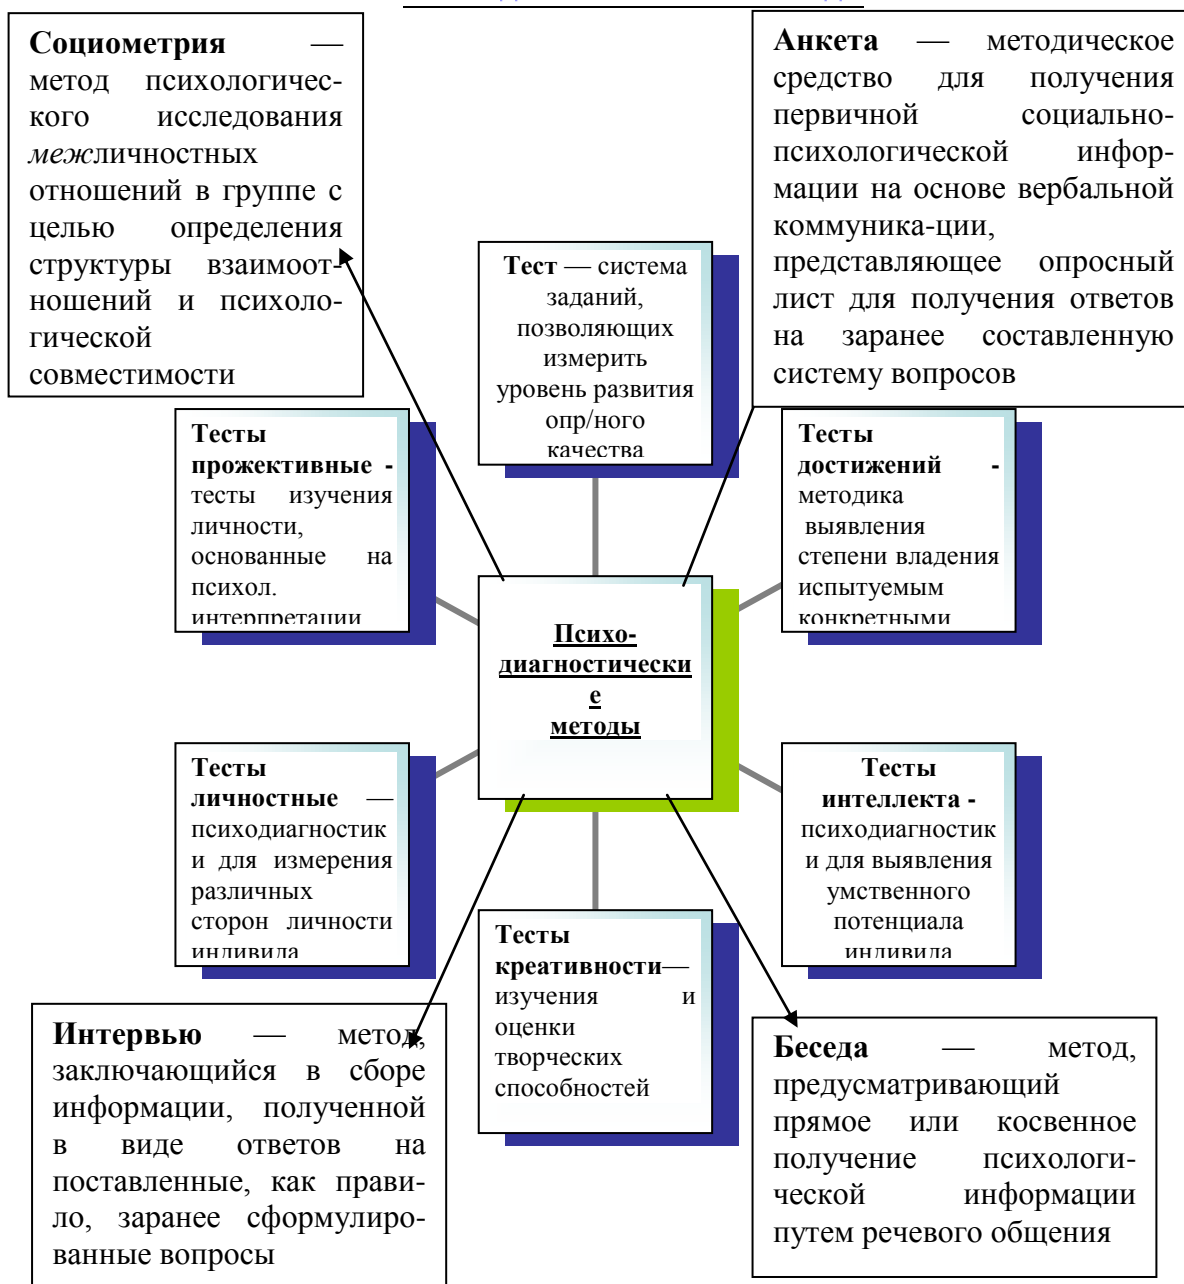 Социометрия —
метод психологичес-
кого исследования
межличностных
отношений в группе с
целью определения
структуры взаимоот-
ношений и психоло-
гической
совместимости
Анкета — методическое
средство для получения
первичной социально-
психологической инфор-
мации на основе вербальной
коммуника-ции,
представляющее опросный
лист для получения ответов
на заранее составленную
систему вопросов
Тест — система
заданий,
позволяющих
измерить
уровень развития
опр/ного
качества
Тесты
прожективные -
тесты изучения
личности,
основанные на
психол.
интерпретации
Тесты
достижений -
методика
выявления
степени владения
испытуемым
конкретными
Психо-
диагностически
е
методы
Тесты
личностные —
психодиагностик
и для измерения
различных
сторон личности
индивида
Тесты
интеллекта -
психодиагностик
и для выявления
умственного
потенциала
индивида
Тесты
креативности—
изучения и
оценки
творческих
способностей
Интервью — метод,
заключающийся в сборе
информации, полученной
в виде ответов на
поставленные, как прави-
ло, заранее сформулиро-
ванные вопросы
Беседа — метод,
предусматривающий
прямое или косвенное
получение психологи-
ческой информации
путем речевого общения